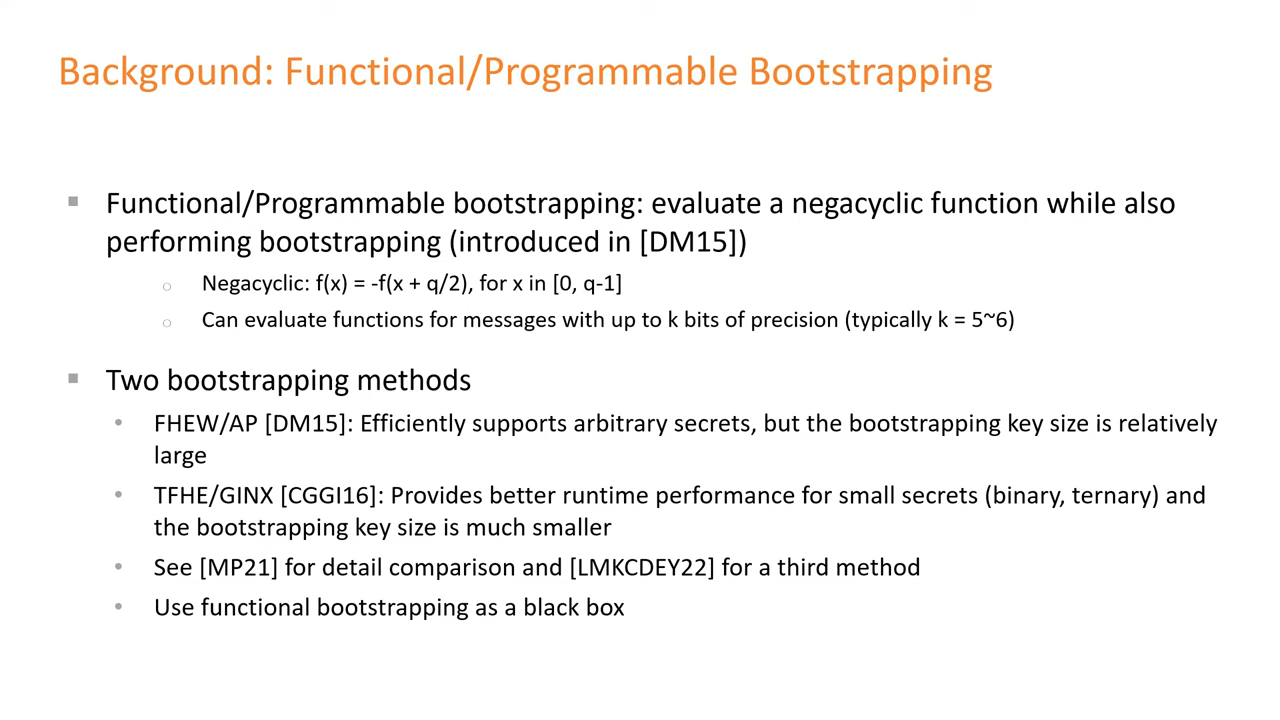 Background: Functional/Programmable Bootstrapping
Functional/Programmable bootstrapping: evaluate a negacyclic function while also
performing bootstrapping (introduced in [DM15])
Negacyclic: f(x) = -f(x + q/2), for x in [0, q-1]
Can evaluate functions for messages with up to k bits of precision (typically k = 5~6)
Two bootstrapping methods
FHEW/AP [DM15]: Efficiently supports arbitrary secrets, but the bootstrapping key size is relatively
large
TFHE/GINX [CGGI16]: Provides better runtime performance for small secrets (binary, ternary) and
the bootstrapping key size is much smaller
See [MP21] for detail comparison and [LMKCDEY22] for a third method
Use functional bootstrapping as a black box